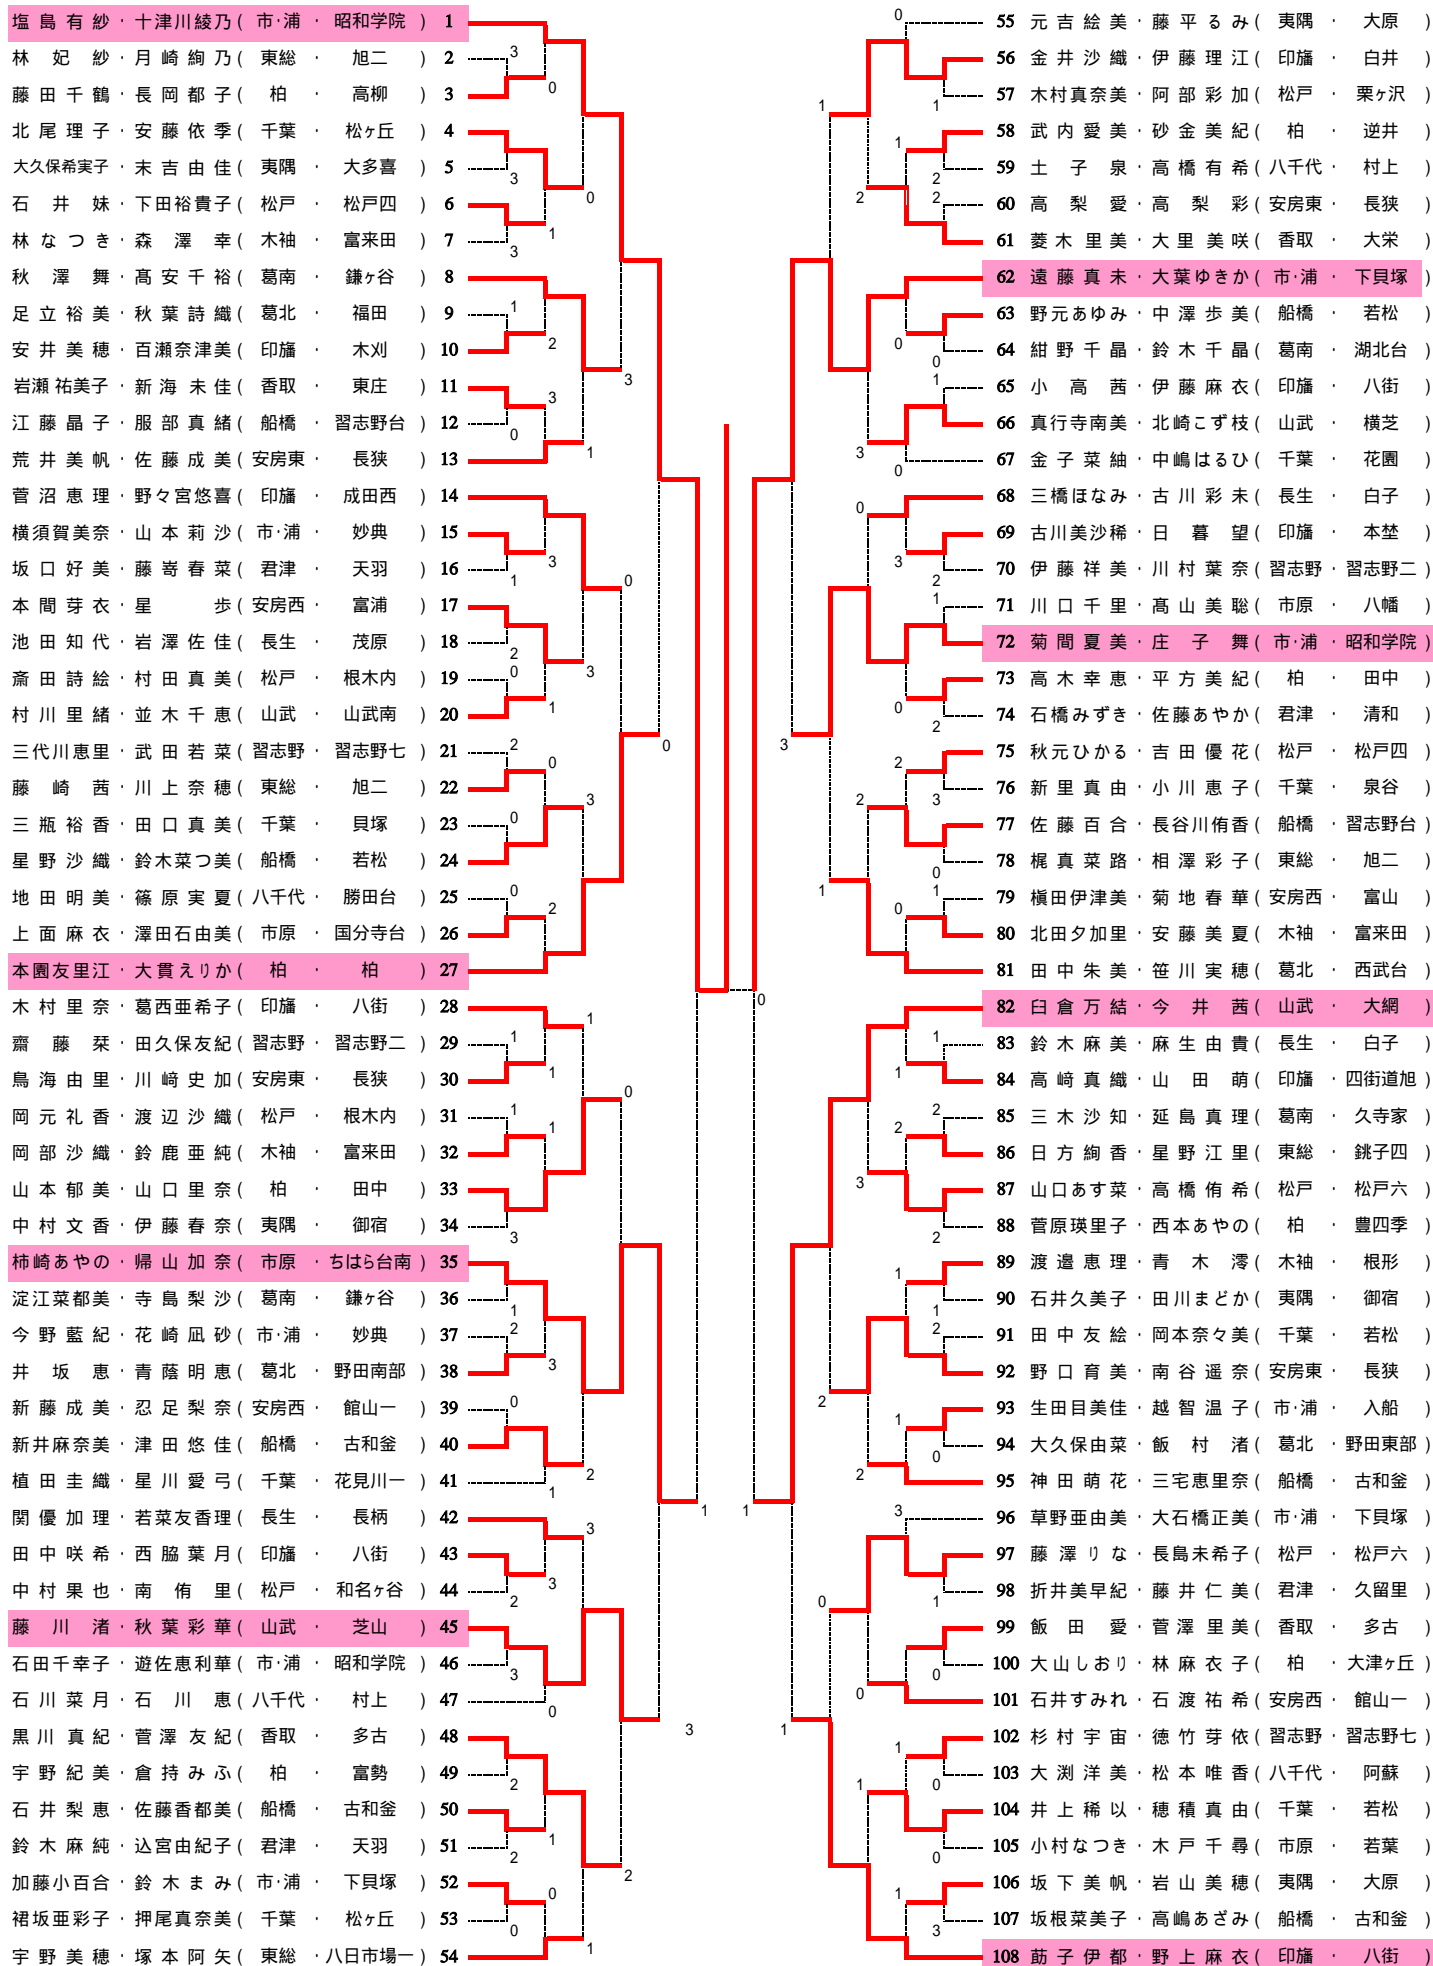 塩島有紗・十津川綾乃(市・浦・昭和学院)1
林妃紗・月崎絢乃(東総・旭二)2
藤田千鶴・長岡都子(柏・高柳)3
北尾理子・安藤依季(千葉・松ヶ丘)4
大久保希実子・末吉由佳(夷隅・大多喜)5
石井妹・下田裕貴子(松戸・松戸四)6
林なつき・森澤幸(木袖・富来田)7
秋澤舞・髙安千裕(葛南・鎌ヶ谷)8
足立裕美・秋葉詩織(葛北・福田)9
安井美穂・百瀬奈津美(印旛・木刈)10
岩瀬祐美子・新海未佳(香取・東庄)11
江藤晶子・服部真緒(船橋・習志野台)12
荒井美帆・佐藤成美(安房東・長狭)13
菅沼恵理・野々宮悠喜(印旛・成田西)14
横須賀美奈・山本莉沙(市・浦・妙典)15
坂口好美・藤嵜春菜(君津・天羽)16
本間芽衣・星歩(安房西・富浦)17
池田知代・岩澤佐佳(長生・茂原)18
斎田詩絵・村田真美(松戸・根木内)19
村川里緒・並木千恵(山武・山武南)20
三代川恵里・武田若菜(習志野・習志野七)21
藤崎茜・川上奈穂(東総・旭二)22
三瓶裕香・田口真美(千葉・貝塚)23
星野沙織・鈴木菜つ美(船橋・若松)24
地田明美・篠原実夏(八千代・勝田台)25
上面麻衣・澤田石由美(市原・国分寺台)26
本園友里江・大貫えりか(柏・柏)27
木村里奈・葛西亜希子(印旛・八街)28
齋藤栞・田久保友紀(習志野・習志野二)29
鳥海由里・川﨑史加(安房東・長狭)30
岡元礼香・渡辺沙織(松戸・根木内)31
岡部沙織・鈴鹿亜純(木袖・富来田)32
山本郁美・山口里奈(柏・田中)33
中村文香・伊藤春奈(夷隅・御宿)34
柿崎あやの・帰山加奈(市原・ちはら台南)35
淀江菜都美・寺島梨沙(葛南・鎌ヶ谷)36
今野藍紀・花崎凪砂(市・浦・妙典)37
井坂恵・青蔭明恵(葛北・野田南部)38
新藤成美・忍足梨奈(安房西・館山一)39
新井麻奈美・津田悠佳(船橋・古和釜)40
植田圭織・星川愛弓(千葉・花見川一)41
関優加理・若菜友香理(長生・長柄)42
田中咲希・西脇葉月(印旛・八街)43
中村果也・南侑里(松戸・和名ヶ谷)44
藤川渚・秋葉彩華(山武・芝山)45
石田千幸子・遊佐恵利華(市・浦・昭和学院)46
石川菜月・石川恵(八千代・村上)47
黒川真紀・菅澤友紀(香取・多古)48
宇野紀美・倉持みふ(柏・富勢)49
石井梨恵・佐藤香都美(船橋・古和釜)50
鈴木麻純・込宮由紀子(君津・天羽)51
加藤小百合・鈴木まみ(市・浦・下貝塚)52
裙坂亜彩子・押尾真奈美(千葉・松ヶ丘)53
宇野美穂・塚本阿矢(東総・八日市場一)54
55 元吉絵美・藤平るみ(夷隅・大原)
56 金井沙織・伊藤理江(印旛・白井)
57 木村真奈美・阿部彩加(松戸・栗ヶ沢)
58 武内愛美・砂金美紀(柏・逆井)
59 土子泉・高橋有希(八千代・村上)
60 高梨愛・高梨彩(安房東・長狭)
61 菱木里美・大里美咲(香取・大栄)
62 遠藤真未・大葉ゆきか(市・浦・下貝塚)
63 野元あゆみ・中澤歩美(船橋・若松)
64 紺野千晶・鈴木千晶(葛南・湖北台)
65 小高茜・伊藤麻衣(印旛・八街)
66 真行寺南美・北崎こず枝(山武・横芝)
67 金子菜紬・中嶋はるひ(千葉・花園)
68 三橋ほなみ・古川彩未(長生・白子)
69 古川美沙稀・日暮望(印旛・本埜)
70 伊藤祥美・川村葉奈(習志野・習志野二)
71 川口千里・髙山美聡(市原・八幡)
72 菊間夏美・庄子舞(市・浦・昭和学院)
73 高木幸恵・平方美紀(柏・田中)
74 石橋みずき・佐藤あやか(君津・清和)
75 秋元ひかる・吉田優花(松戸・松戸四)
76 新里真由・小川恵子(千葉・泉谷)
77 佐藤百合・長谷川侑香(船橋・習志野台)
78 梶真菜路・相澤彩子(東総・旭二)
79 槇田伊津美・菊地春華(安房西・富山)
80 北田夕加里・安藤美夏(木袖・富来田)
81 田中朱美・笹川実穂(葛北・西武台)
82 臼倉万結・今井茜(山武・大網)
83 鈴木麻美・麻生由貴(長生・白子)
84 高﨑真織・山田萌(印旛・四街道旭)
85 三木沙知・延島真理(葛南・久寺家)
86 日方絢香・星野江里(東総・銚子四)
87 山口あす菜・高橋侑希(松戸・松戸六)
88 菅原瑛里子・西本あやの(柏・豊四季)
89 渡邉恵理・青木澪(木袖・根形)
90 石井久美子・田川まどか(夷隅・御宿)
91 田中友絵・岡本奈々美(千葉・若松)
92 野口育美・南谷遥奈(安房東・長狭)
93 生田目美佳・越智温子(市・浦・入船)
94 大久保由菜・飯村渚(葛北・野田東部)
95 神田萌花・三宅恵里奈(船橋・古和釜)
96 草野亜由美・大石橋正美(市・浦・下貝塚)
97 藤澤りな・長島未希子(松戸・松戸六)
98 折井美早紀・藤井仁美(君津・久留里)
99 飯田愛・菅澤里美(香取・多古)
100 大山しおり・林麻衣子(柏・大津ヶ丘)
101 石井すみれ・石渡祐希(安房西・館山一)
102 杉村宇宙・徳竹芽依(習志野・習志野七)
103 大渕洋美・松本唯香(八千代・阿蘇)
104 井上稀以・穂積真由(千葉・若松)
105 小村なつき・木戸千尋(市原・若葉)
106 坂下美帆・岩山美穂(夷隅・大原)
107 坂根菜美子・高嶋あざみ(船橋・古和釜)
108 莇子伊都・野上麻衣(印旛・八街)